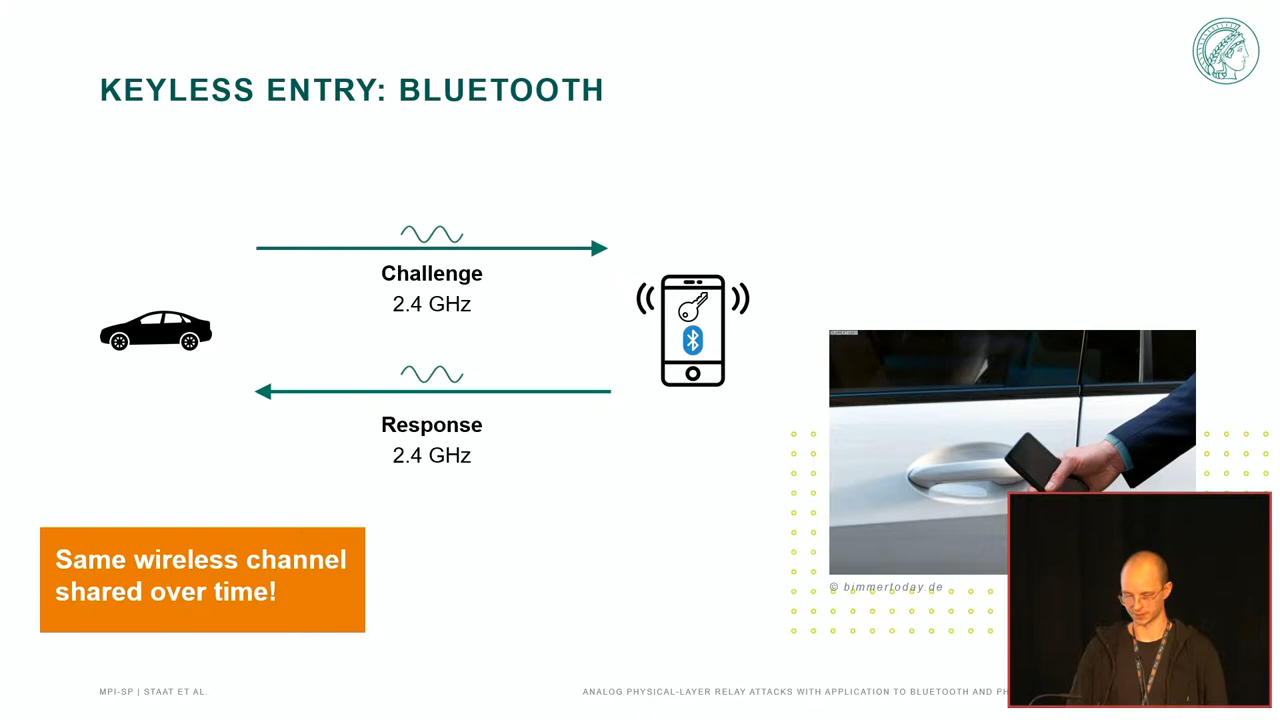 KEYLESS ENTRY: BLUETOOTH
Challenge
2.4 GHz
Response
2.4 GHz
Same wireless channel
shared over time!
© bimmertoday.de
MPI-SP | STAAT ET AL.
ANALOG PHYSICAL-LAYER RELAY ATTACKS WITH APPLICATION TO BLUETOOTH AND PH